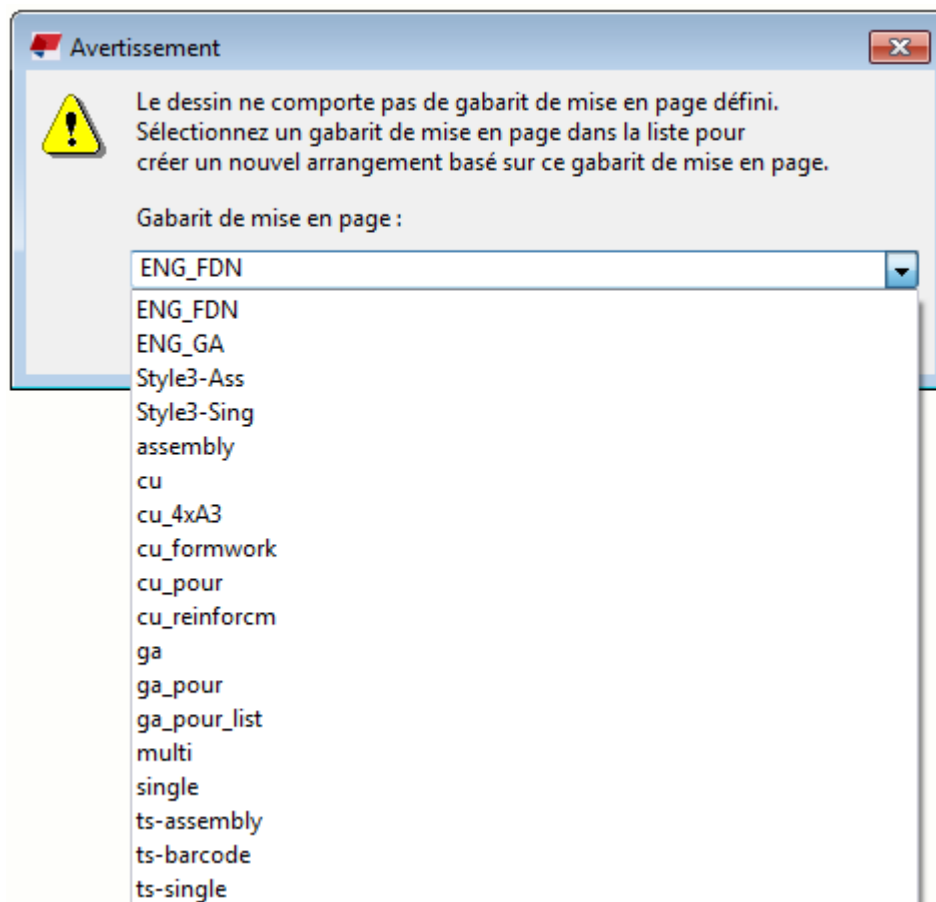 Avertissement
Le dessin ne comporte pas de gabarit de mise en page défini.
Sélectionnez un gabarit de mise en page dans la liste pour
créer un nouvel arrangement basé sur ce gabarit de mise en page.
Gabarit de mise en page :
ENG_FDN
ENG_FDN
ENG_GA
Style3-Ass
Style3-Sing
assembly
cu
cu_4xA3
cu_formwork
cu_pour
cu_reinforcm
ga
ga_pour
ga_pour_list
multi
single
ts-assembly
ts-barcode
ts-single